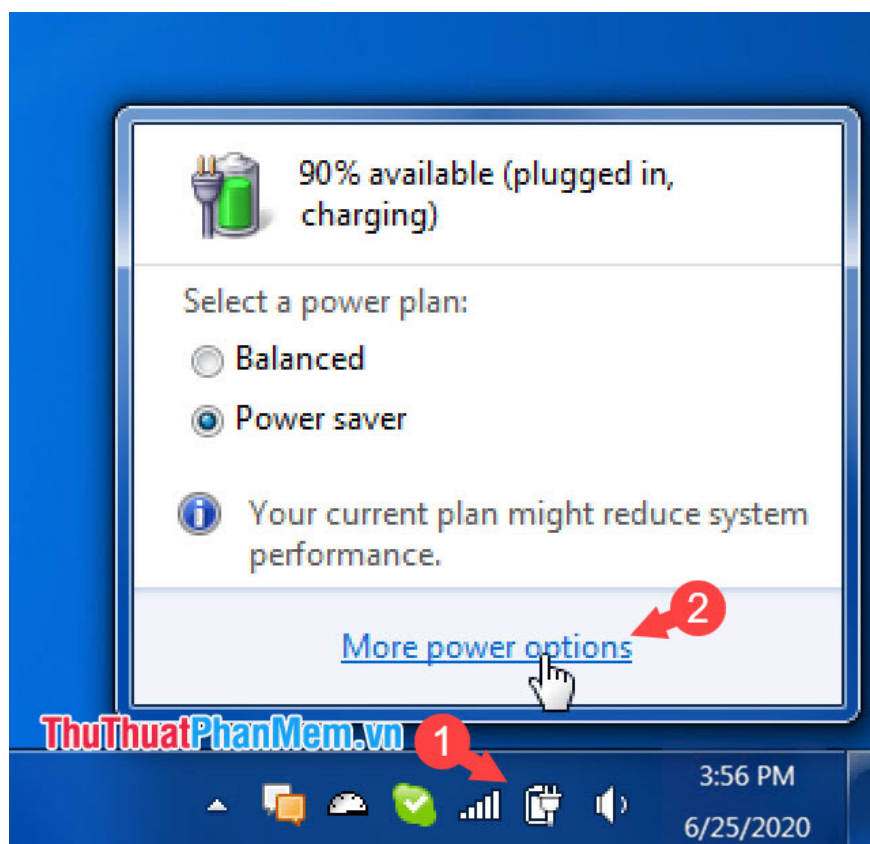 90% available (plugged in,
charging)
Select a power plan:
Balanced
Power saver
Your current plan might reduce system
performance.
2
More power options
ThuThuatPhanMem.vn
1
3:56 PM
6/25/2020